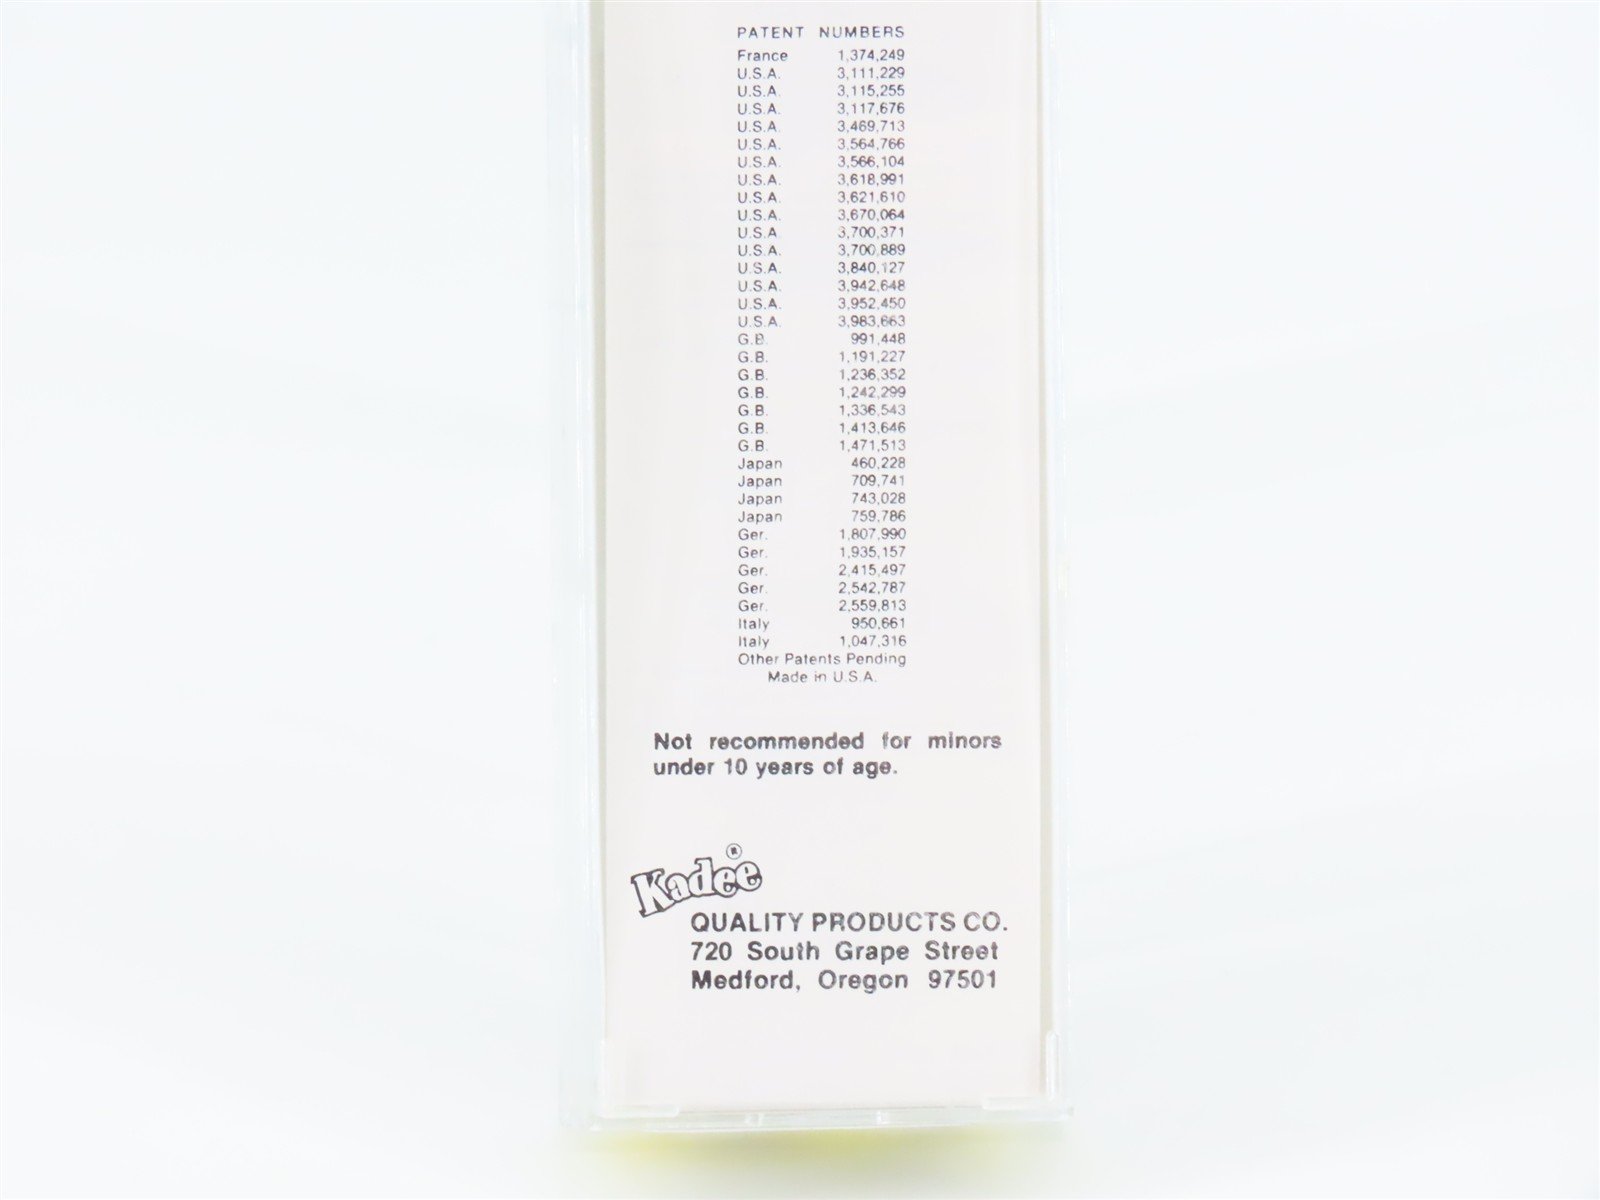 PATENT NUMBERS
France 1,374,249
U.S.A. 3,111,229
U.S.A. 3,115,255
U.S.A. 3,117,676
U.S.A. 3,469,713
U.S.A. 3,564,766
U.S.A. 3,566,104
U.S.A. 3,618,991
U.S.A. 3,621,610
U.S.A. 3,670,064
U.S.A. 3,700,371
U.S.A. 3,700,889
U.S.A. 3,840,127
U.S.A. 3,942,648
U.S.A. 3,952,450
U.S.A. 3,983,663
G.B. 991,448
G.B. 1,191,227
G.B. 1,236,352
G.B. 1,242,299
G.B. 1,336,543
G.B. 1,413,646
G.B. 1,471,513
Japan 460,228
Japan 709,741
Japan 743,028
Japan 759,786
Ger. 1,807,990
Ger. 1,935,157
Ger. 2,415,497
Ger. 2,542,787
Ger. 2,559,813
Italy 950,661
Italy 1,047,316
Other Patents Pending
Made in U.S.A.
Not recommended for minors
under 10 years of age.
Kadee ®
QUALITY PRODUCTS CO.
720 South Grape Street
Medford, Oregon 97501